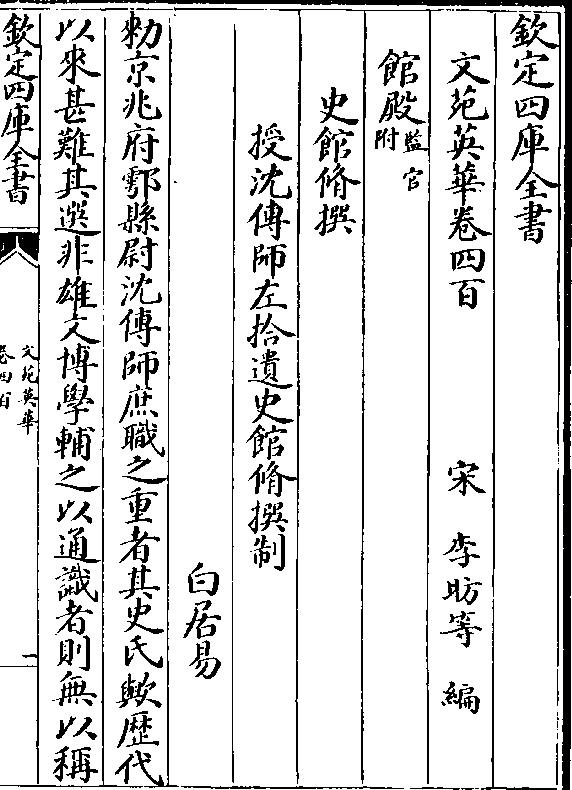 欽定四庫全書
文苑英華卷四百　宋　李昉等　編
館殿監官附
史館脩撰
授沈傳師左拾遺史館脩撰制
白居易
勑京兆府鄠縣尉沈傳師庶職之重者其史氏歟歴代
以來甚難其選非雄文博學輔之以通識者則無以稱
欽定四庫全書
文苑英華
卷四百
一